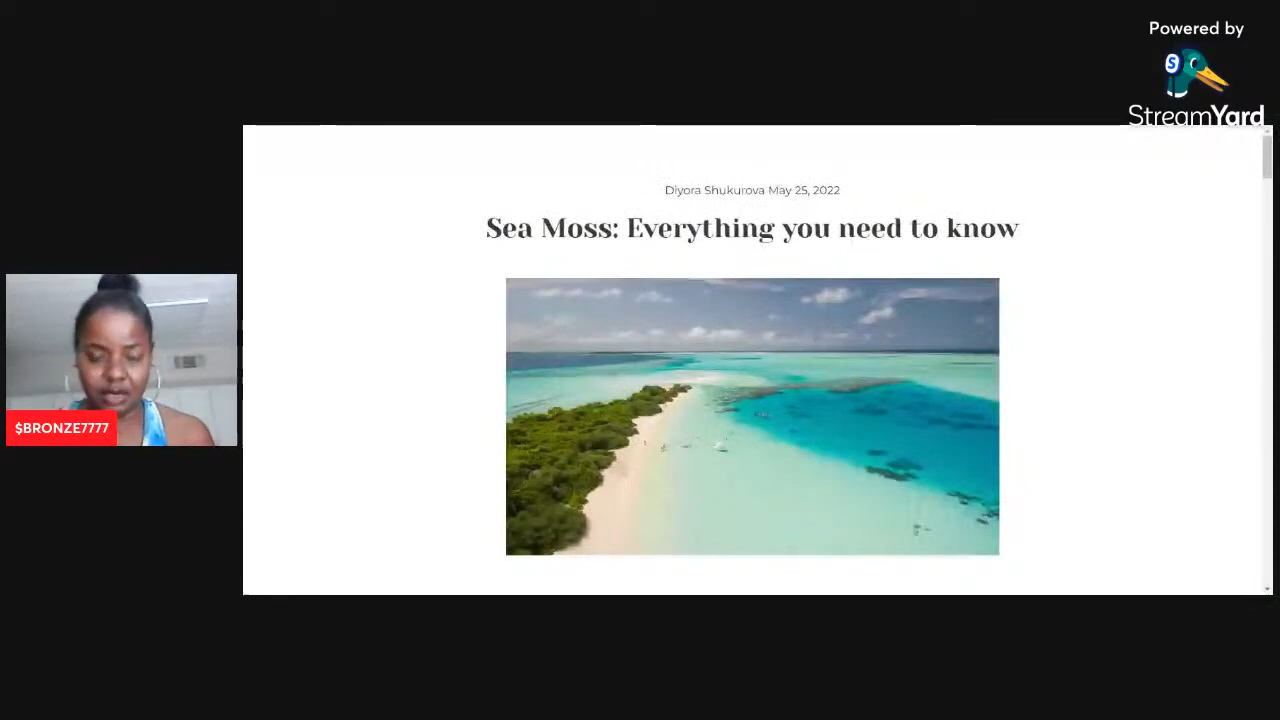 Powered by
S
StreamYard
Diyora Shukurova May 25, 2022
Sea Moss: Everything you need to know
$BRONZE7777